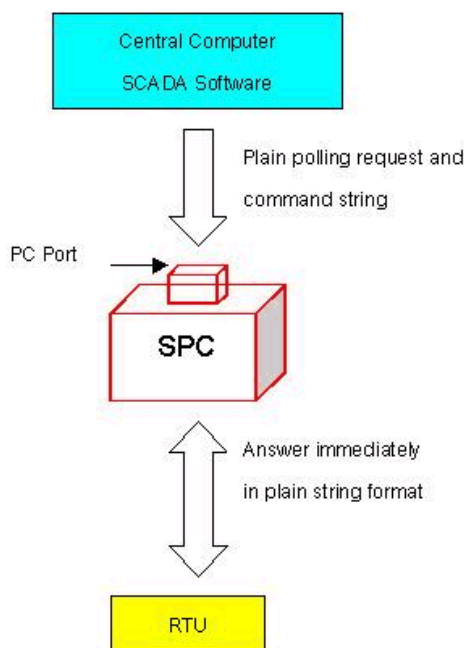 Central Computer
SCADA Software
Plain polling request and
command string
PC Port
SPC
Answer immediately
in plain string format
RTU